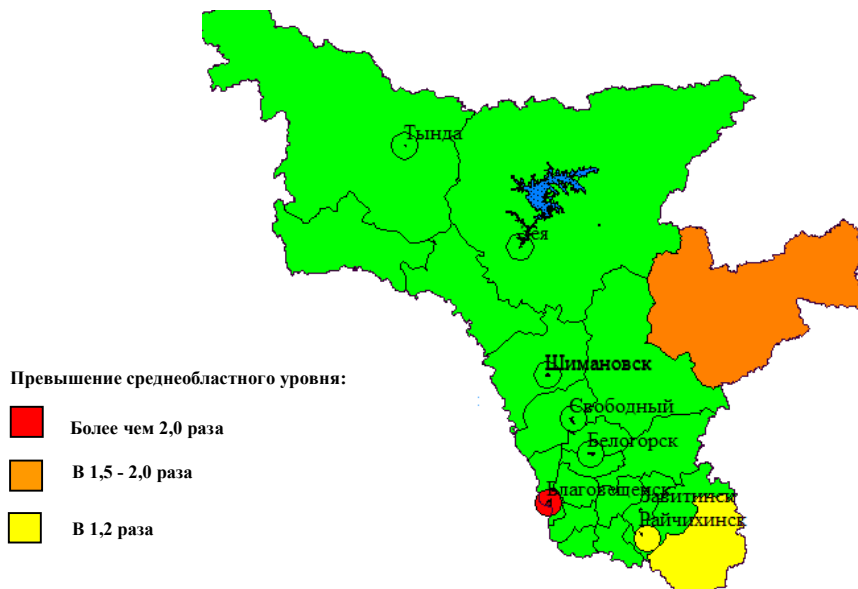 Тында
Зея
Шимановск
Свободный
Белогорск
Благовещенск
Завитинск
Райчихинск
Превышение среднеобластного уровня:
Более чем 2,0 раза
В 1,5 - 2,0 раза
В 1,2 раза